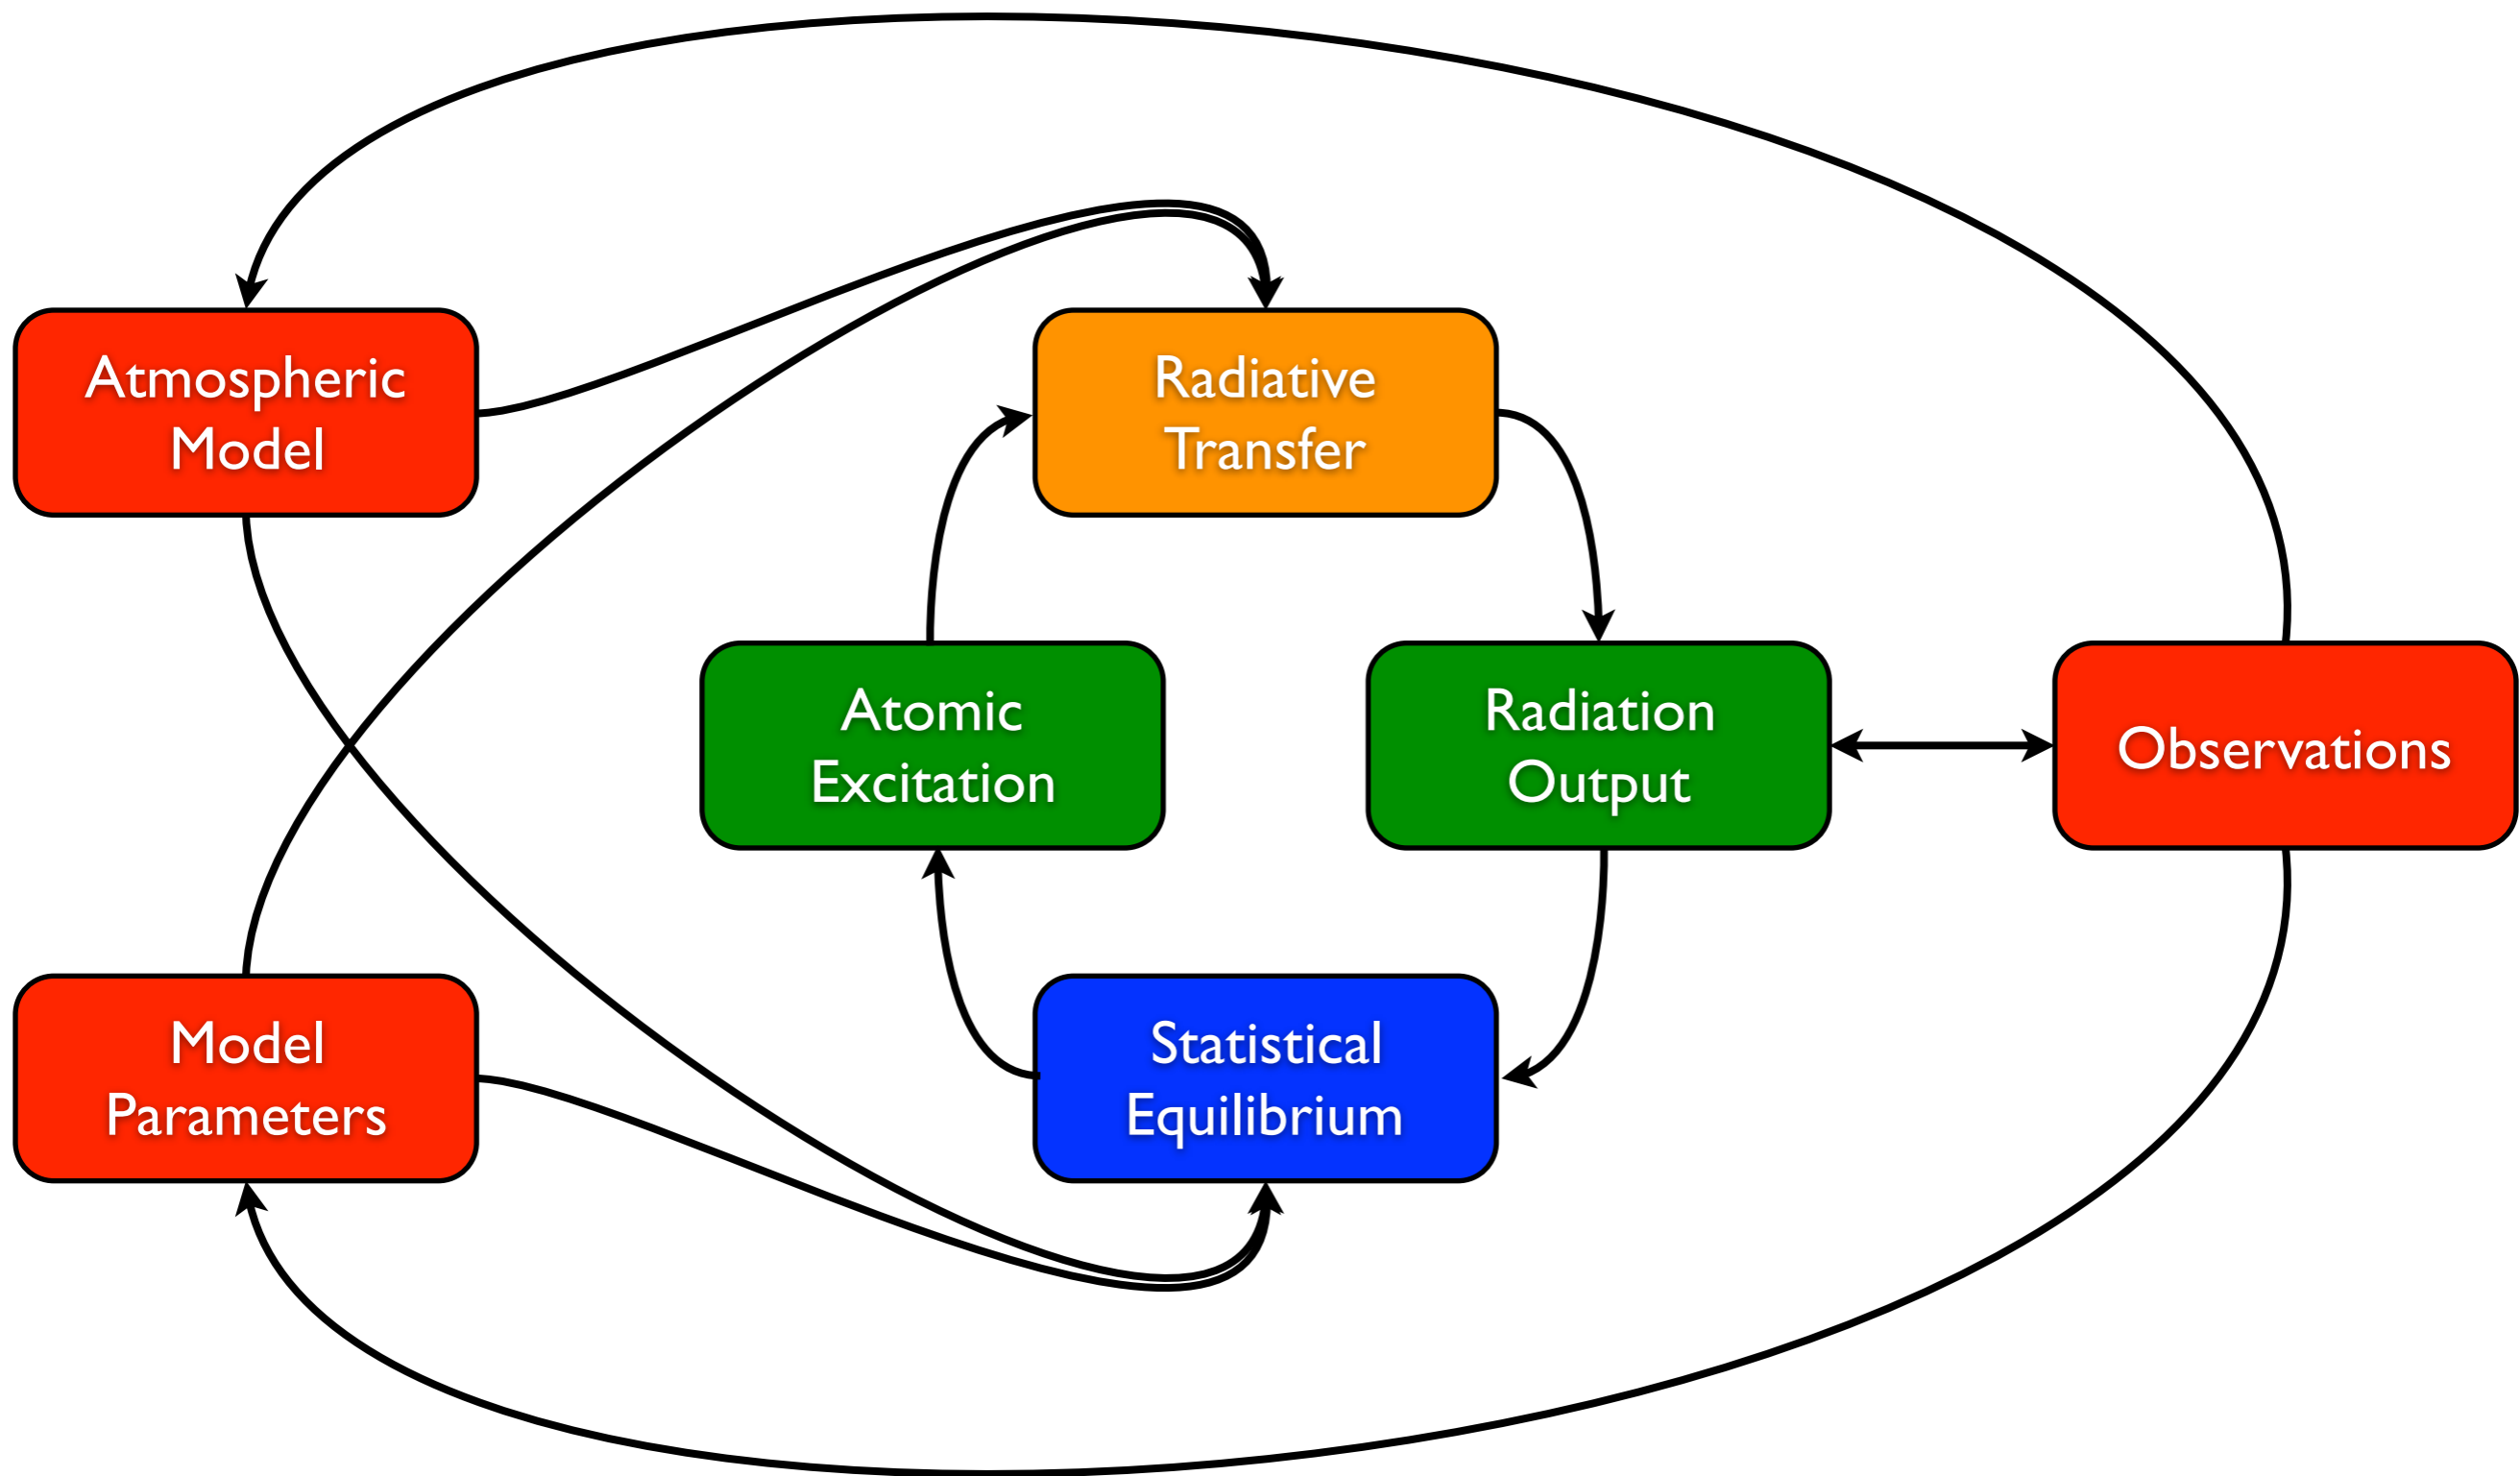 Atmospheric
Model
Radiative
Transfer
Atomic
Excitation
Radiation
Output
Observations
Model
Parameters
Statistical
Equilibrium